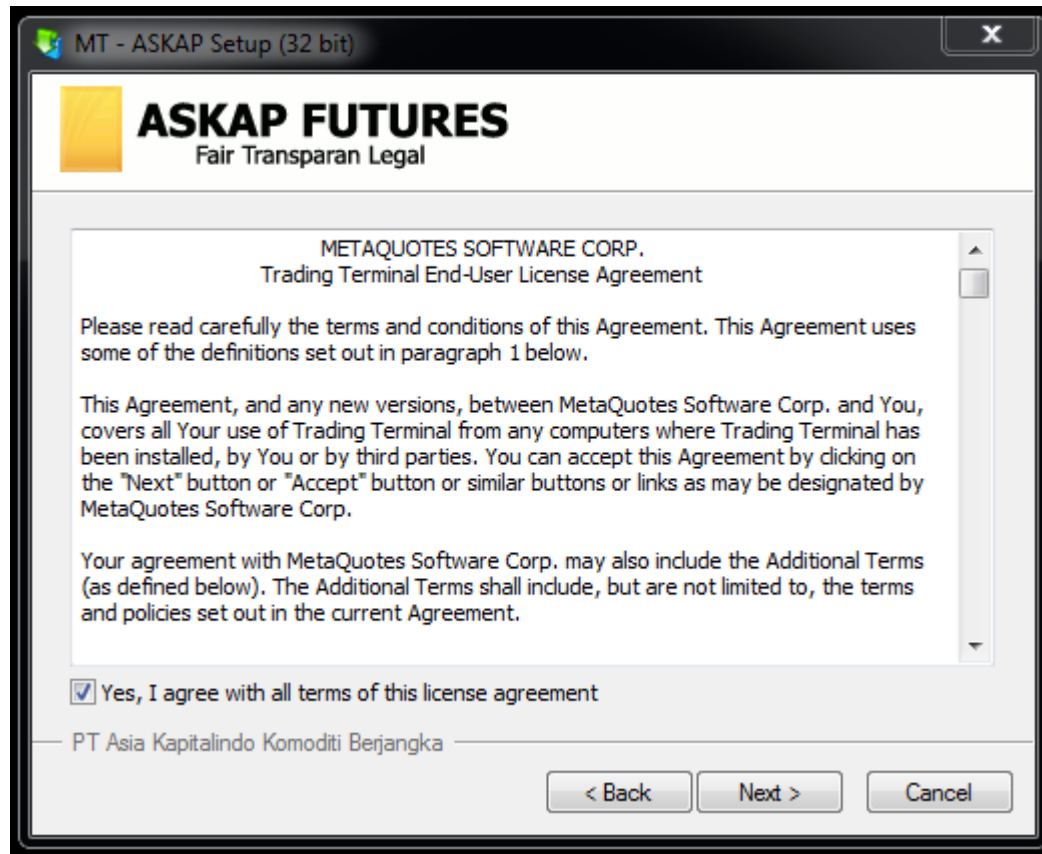 MT - ASKAP Setup (32 bit)
ASKAP FUTURES
Fair Transparan Legal
METAQUOTES SOFTWARE CORP.
Trading Terminal End-User License Agreement
Please read carefully the terms and conditions of this Agreement. This Agreement uses
some of the definitions set out in paragraph 1 below.
This Agreement, and any new versions, between MetaQuotes Software Corp. and You,
covers all Your use of Trading Terminal from any computers where Trading Terminal has
been installed, by You or by third parties. You can accept this Agreement by clicking on
the "Next" button or "Accept" button or similar buttons or links as may be designated by
MetaQuotes Software Corp.
Your agreement with MetaQuotes Software Corp. may also include the Additional Terms
(as defined below). The Additional Terms shall include, but are not limited to, the terms
and policies set out in the current Agreement.
Yes, I agree with all terms of this license agreement
PT Asia Kapitalindo Komoditi Berjangka
< Back Next > Cancel